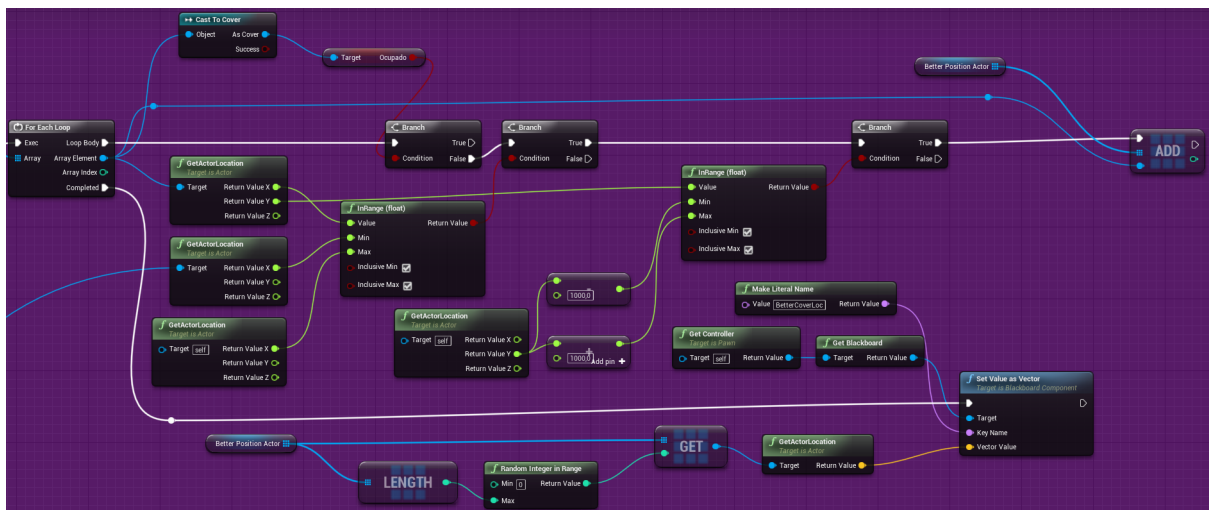 Cast To Cover
Object As Cover
Success
Target Ocupado
Better Position Actor
For Each Loop
Exec Loop Body
Array Array Element
Array Index
Completed
Branch
True
Condition False
Branch
True
Condition False
Branch
True
Condition False
ADD
GetActorLocation
Target is Actor
Target Return Value X
Return Value Y
Return Value Z
InRange (float)
Value Return Value
Min
Max
Inclusive Min
Inclusive Max
InRange (float)
Value Return Value
Min
Max
Inclusive Min
Inclusive Max
GetActorLocation
Target is Actor
Target Return Value X
Return Value Y
Return Value Z
GetActorLocation
Target is Actor
Target self Return Value X
Return Value Y
Return Value Z
GetActorLocation
Target is Actor
Target self Return Value X
Return Value Y
Return Value Z
-
1000,0
+
1000,0 Add pin +
Make Literal Name
Value BetterCoverLoc Return Value
Get Controller
Target is Pawn
Target self Return Value
Get Blackboard
Target Return Value
Set Value as Vector
Target is Blackboard Component
Target
Key Name
Vector Value
Better Position Actor
LENGTH
Random Integer in Range
Min 0 Return Value
Max
GET
GetActorLocation
Target is Actor
Target Return Value